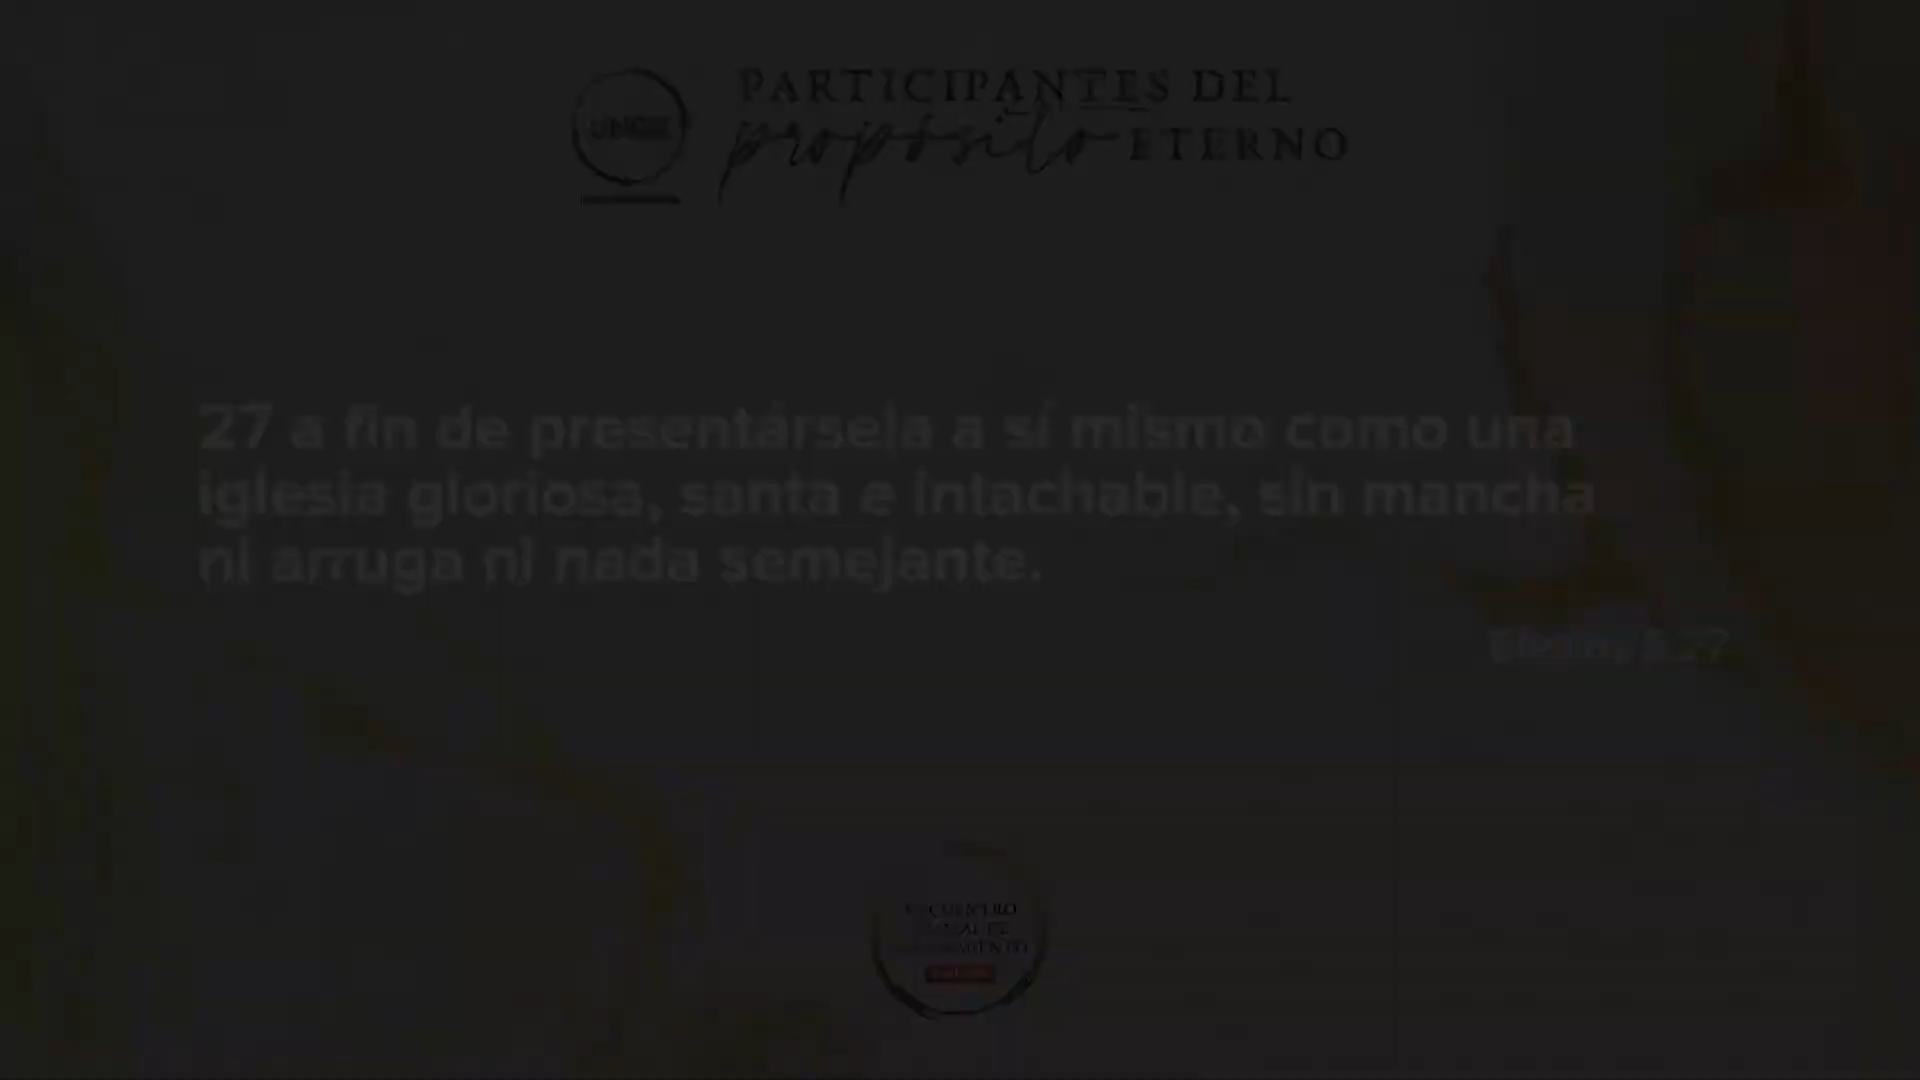 PARTICIPANTES DEL
propósito ETERNO
27 a fin de presentársela a sí mismo como una
iglesia gloriosa, santa e intachable, sin mancha
ni arruga ni nada semejante.
Efesios 5.27